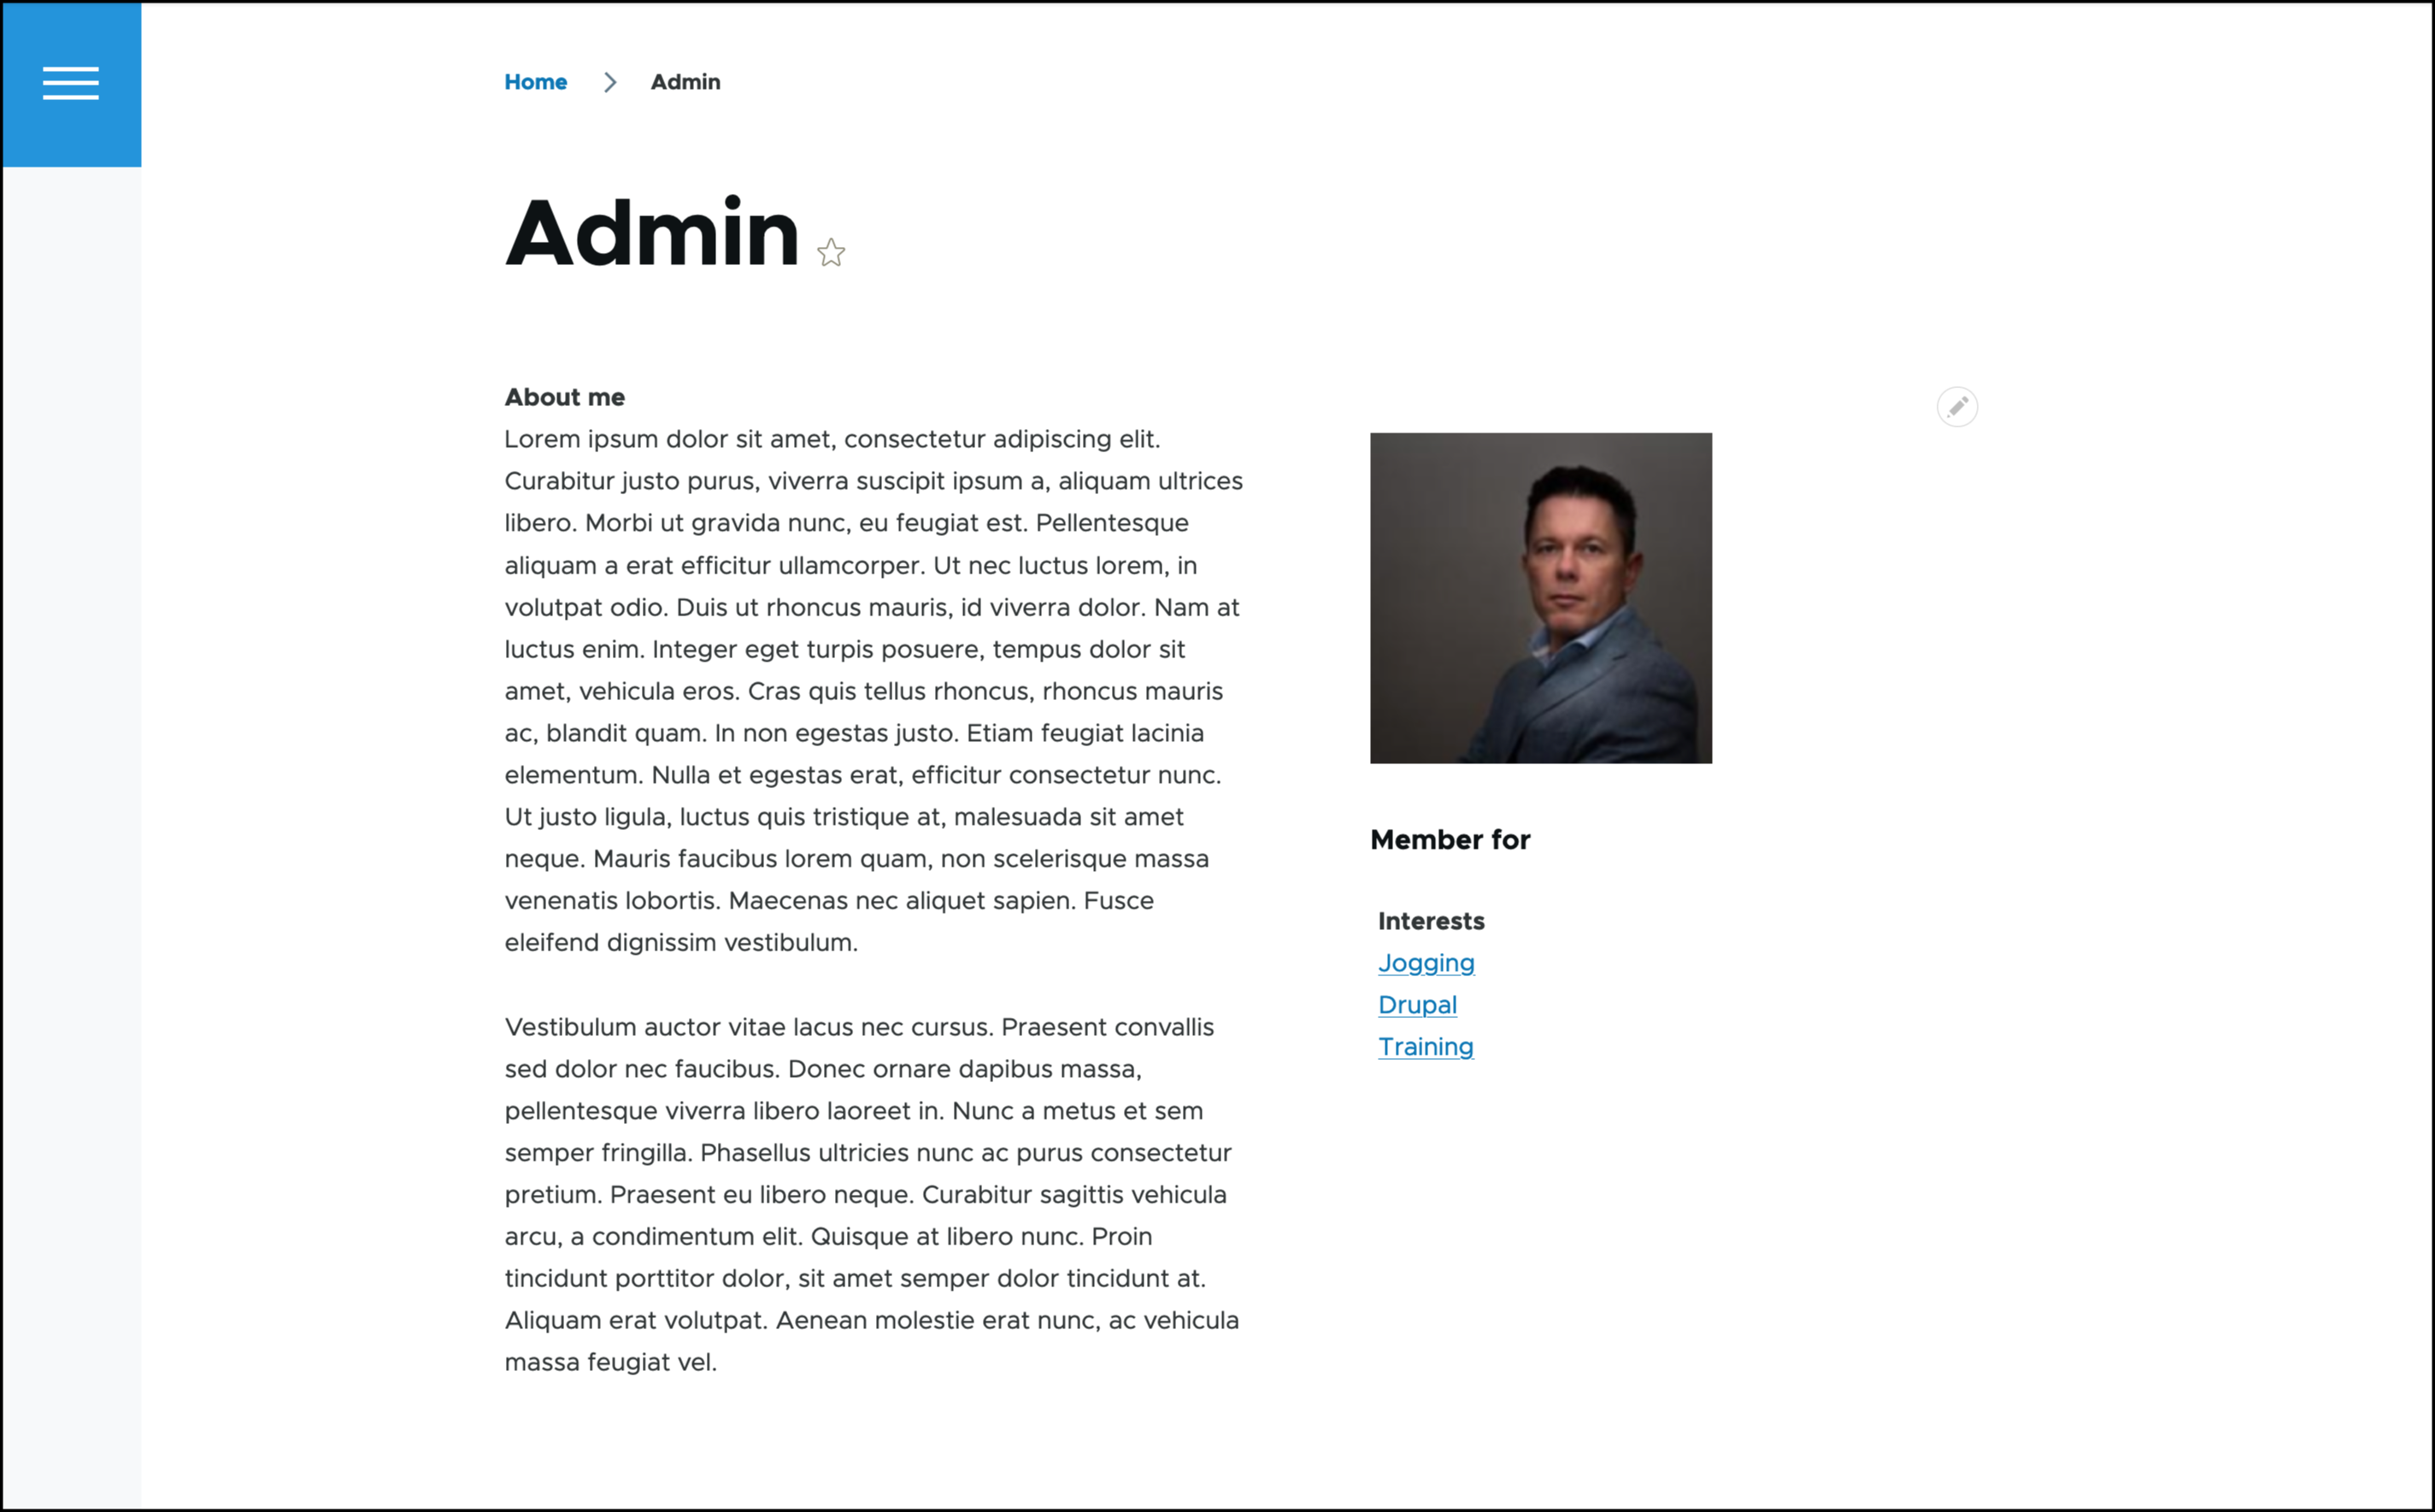 Home
Admin
Admin
About me
Lorem ipsum dolor sit amet, consectetur adipiscing elit.
Curabitur justo purus, viverra suscipit ipsum a, aliquam ultrices
libero. Morbi ut gravida nunc, eu feugiat est. Pellentesque
aliquam a erat efficitur ullamcorper. Ut nec luctus lorem, in
volutpat odio. Duis ut rhoncus mauris, id viverra dolor. Nam at
luctus enim. Integer eget turpis posuere, tempus dolor sit
amet, vehicula eros. Cras quis tellus rhoncus, rhoncus mauris
ac, blandit quam. In non egestas justo. Etiam feugiat lacinia
elementum. Nulla et egestas erat, efficitur consectetur nunc.
Ut justo ligula, luctus quis tristique at, malesuada sit amet
neque. Mauris faucibus lorem quam, non scelerisque massa
venenatis lobortis. Maecenas nec aliquet sapien. Fusce
eleifend dignissim vestibulum.
Vestibulum auctor vitae lacus nec cursus. Praesent convallis
sed dolor nec faucibus. Donec ornare dapibus massa,
pellentesque viverra libero laoreet in. Nunc a metus et sem
semper fringilla. Phasellus ultricies nunc ac purus consectetur
pretium. Praesent eu libero neque. Curabitur sagittis vehicula
arcu, a condimentum elit. Quisque at libero nunc. Proin
tincidunt porttitor dolor, sit amet semper dolor tincidunt at.
Aliquam erat volutpat. Aenean molestie erat nunc, ac vehicula
massa feugiat vel.
Member for
Interests
Jogging
Drupal
Training